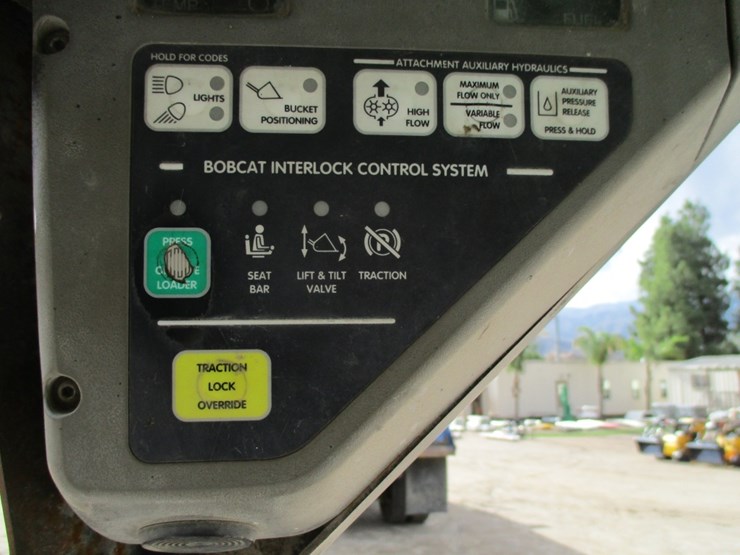 HOLD FOR CODES
ATTACHMENT AUXILIARY HYDRAULICS
LIGHTS
BUCKET
POSITIONING
HIGH
FLOW
MAXIMUM
FLOW ONLY
VARIABLE
FLOW
AUXILIARY
PRESSURE
RELEASE
PRESS & HOLD
BOBCAT INTERLOCK CONTROL SYSTEM
PRESS
LOADER
SEAT
BAR
LIFT & TILT
VALVE
TRACTION
TRACTION
LOCK
OVERRIDE